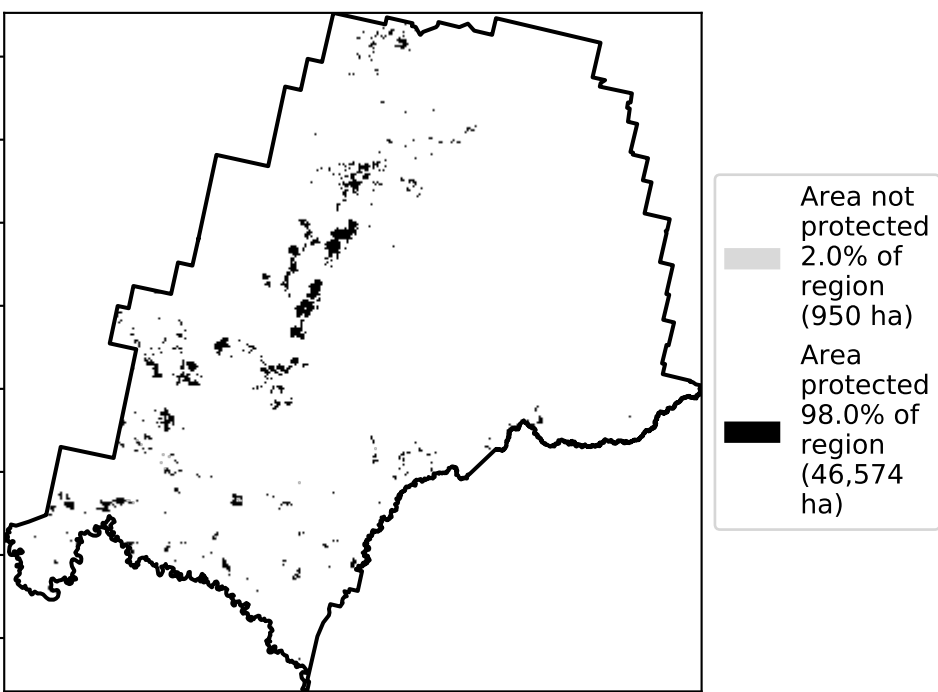 Area not
protected
2.0% of
region
(950 ha)
Area
protected
98.0% of
region
(46,574
ha)